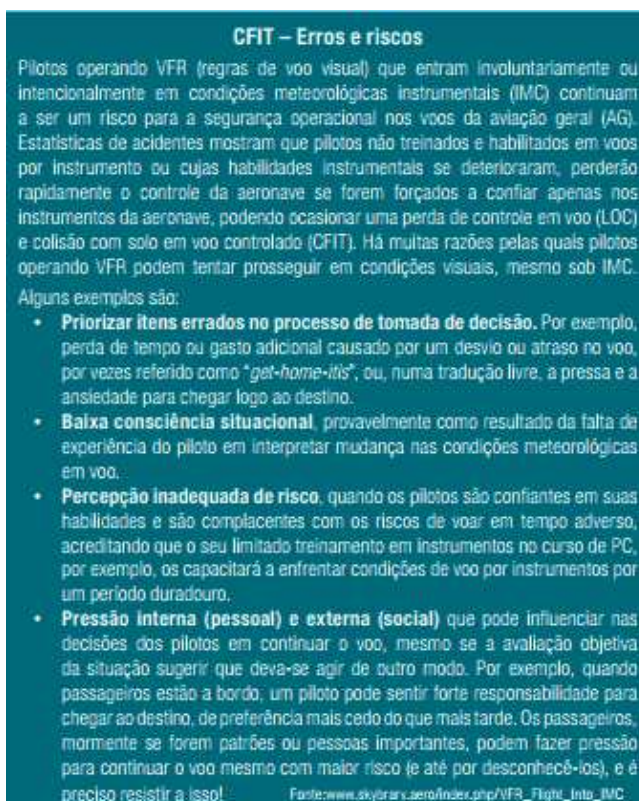 CFIT – Erros e riscos
Pilotos operando VFR (regras de voo visual) que entram involuntariamente ou
intencionalmente em condições meteorológicas instrumentais (IMC) continuam
a ser um risco para a segurança operacional nos voos da aviação geral (AG).
Estatísticas de acidentes mostram que pilotos não treinados e habilitados em voos
por instrumento ou cujas habilidades instrumentais se deterioraram, perderão
rapidamente o controle da aeronave se forem forçados a confiar apenas nos
instrumentos da aeronave, podendo ocasionar uma perda de controle em voo (LOC)
e colisão com solo em voo controlado (CFIT). Há muitas razões pelas quais pilotos
operando VFR podem tentar prosseguir em condições visuais, mesmo sob IMC.
Alguns exemplos são:
• Priorizar itens errados no processo de tomada de decisão. Por exemplo,
perda de tempo ou gasto adicional causado por um desvio ou atraso no voo,
por vezes referido como "get-home-itis", ou, numa tradução livre, a pressa e a
ansiedade para chegar logo ao destino.
• Baixa consciência situacional, provavelmente como resultado da falta de
experiência do piloto em interpretar mudança nas condições meteorológicas
em voo.
• Percepção inadequada de risco, quando os pilotos são confiantes em suas
habilidades e são complacentes com os riscos de voar em tempo adverso,
acreditando que o seu limitado treinamento em instrumentos no curso de PC,
por exemplo, os capacitará a enfrentar condições de voo por instrumentos por
um período duradouro.
• Pressão interna (pessoal) e externa (social) que pode influenciar nas
decisões dos pilotos em continuar o voo, mesmo se a avaliação objetiva
da situação sugerir que deva-se agir de outro modo. Por exemplo, quando
passageiros estão a bordo, um piloto pode sentir forte responsabilidade para
chegar ao destino, de preferência mais cedo do que mais tarde. Os passageiros,
mormente se forem patrões ou pessoas importantes, podem fazer pressão
para continuar o voo mesmo com maior risco (e até por desconhecê-los), e é
preciso resistir a isso! Fonte:www.skybrary.aero/index.php/VFR_Flight_Into_IMC